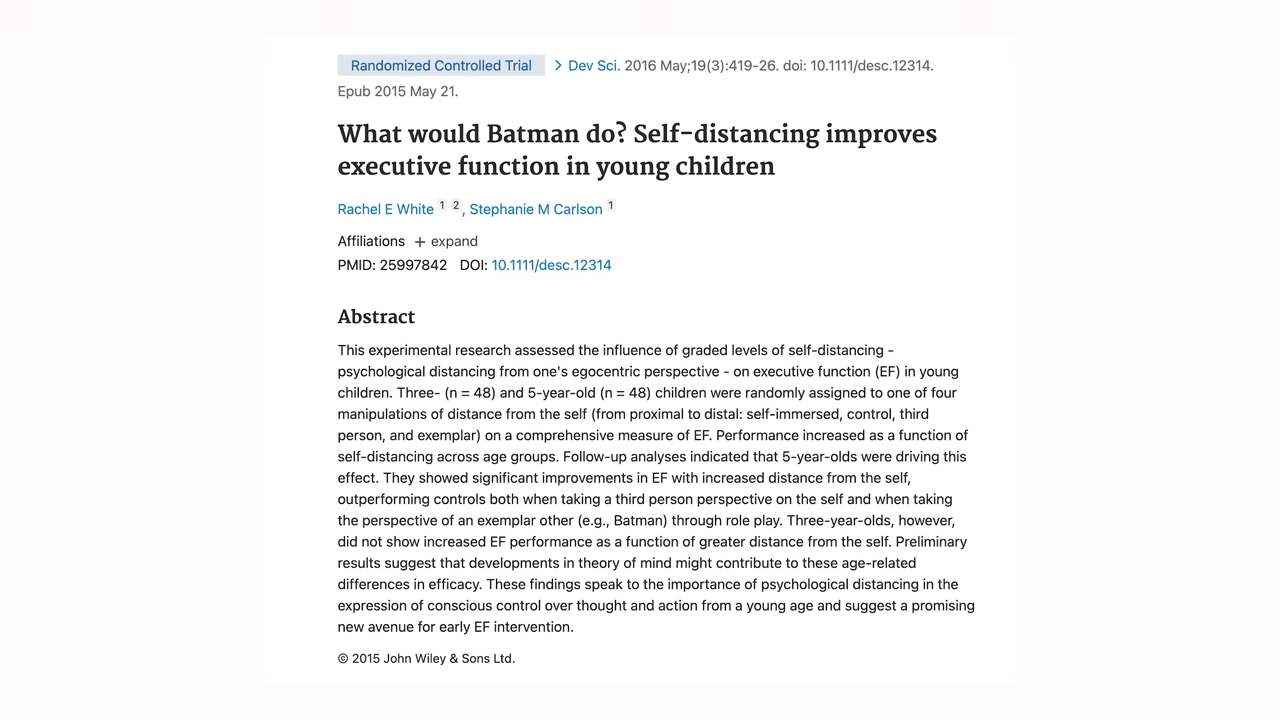 Randomized Controlled Trial > Dev Sci. 2016 May;19(3):419-26. doi: 10.1111/desc.12314.
Epub 2015 May 21.
What would Batman do? Self-distancing improves
executive function in young children
Rachel E White 1 2, Stephanie M Carlson 1
Affiliations + expand
PMID: 25997842 DOI: 10.1111/desc.12314
Abstract
This experimental research assessed the influence of graded levels of self-distancing -
psychological distancing from one's egocentric perspective - on executive function (EF) in young
children. Three- (n = 48) and 5-year-old (n = 48) children were randomly assigned to one of four
manipulations of distance from the self (from proximal to distal: self-immersed, control, third
person, and exemplar) on a comprehensive measure of EF. Performance increased as a function of
self-distancing across age groups. Follow-up analyses indicated that 5-year-olds were driving this
effect. They showed significant improvements in EF with increased distance from the self,
outperforming controls both when taking a third person perspective on the self and when taking
the perspective of an exemplar other (e.g., Batman) through role play. Three-year-olds, however,
did not show increased EF performance as a function of greater distance from the self. Preliminary
results suggest that developments in theory of mind might contribute to these age-related
differences in efficacy. These findings speak to the importance of psychological distancing in the
expression of conscious control over thought and action from a young age and suggest a promising
new avenue for early EF intervention.
© 2015 John Wiley & Sons Ltd.